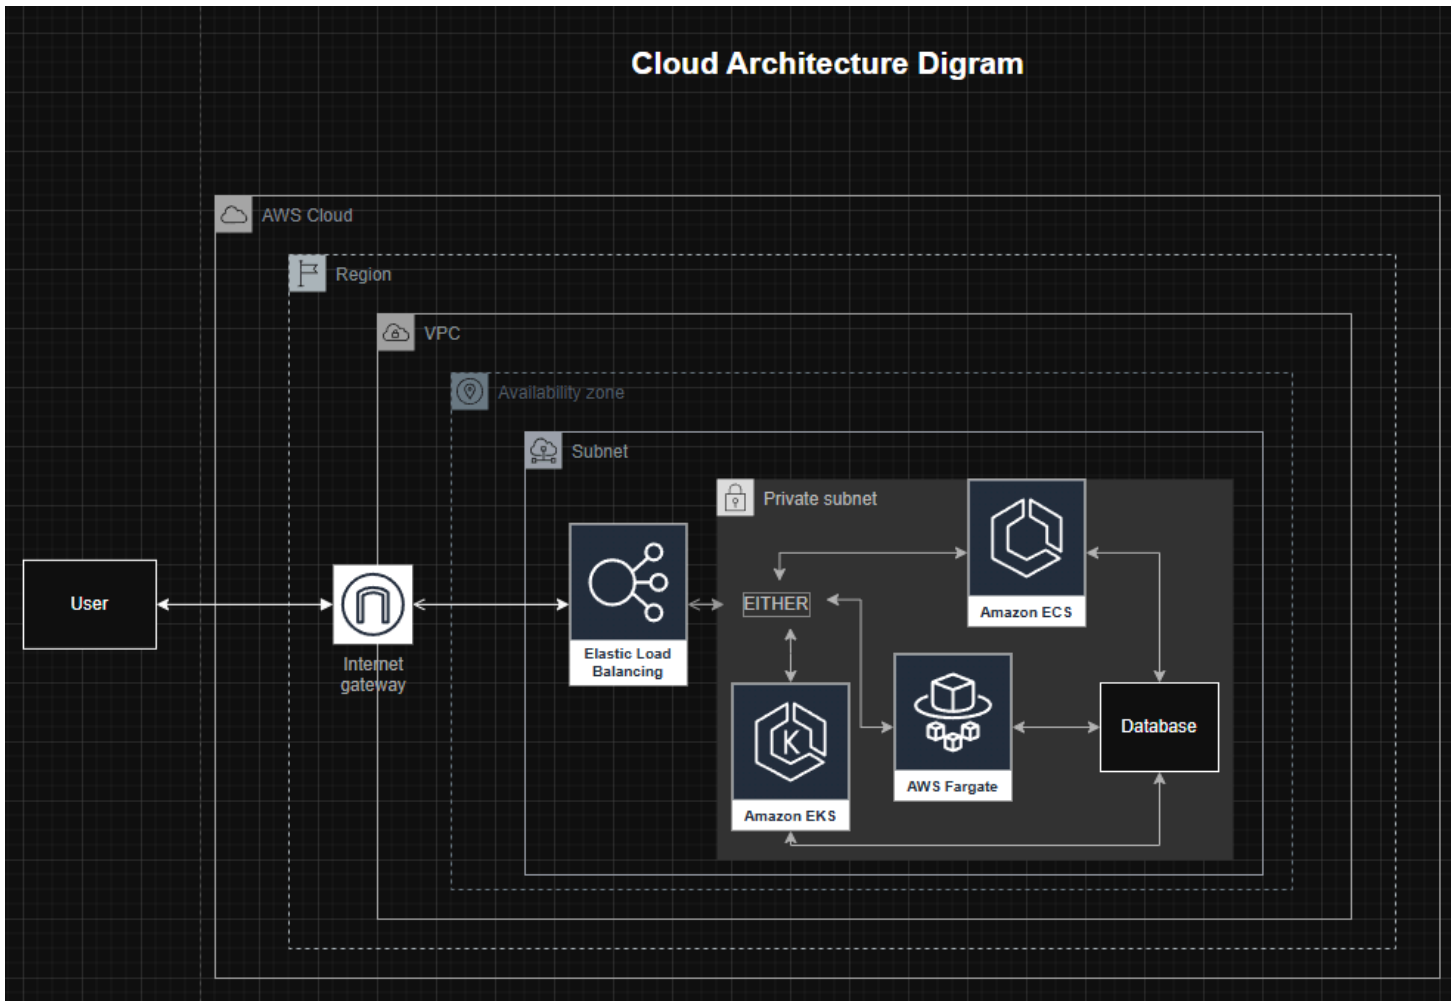 Cloud Architecture Digram
AWS Cloud
Region
VPC
Availability zone
Subnet
Private subnet
User
Internet
gateway
Elastic Load
Balancing
EITHER
Amazon ECS
K
Amazon EKS
AWS Fargate
Database